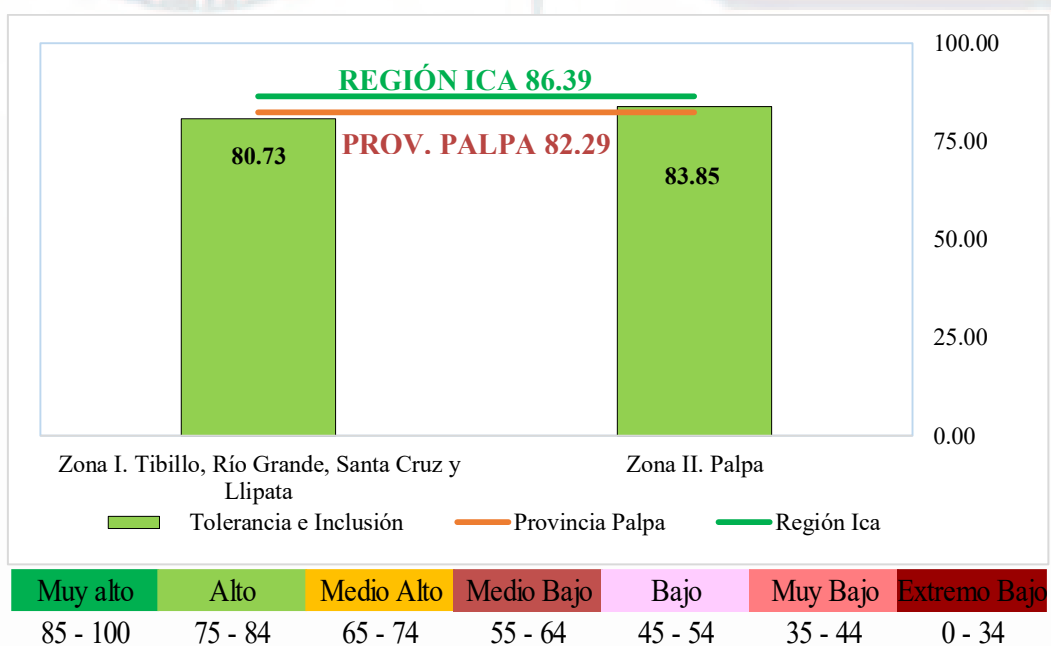 100.00
REGIÓN ICA 86.39
PROV. PALPA 82.29
80.73
83.85
75.00
50.00
25.00
0.00
Zona I. Tibillo, Río Grande, Santa Cruz y
Llipata
Zona II. Palpa
Tolerancia e Inclusión
Provincia Palpa
Región Ica
Muy alto Alto Medio Alto Medio Bajo Bajo Muy Bajo Extremo Bajo
85 - 100 75 - 84 65 - 74 55 - 64 45 - 54 35 - 44 0 - 34